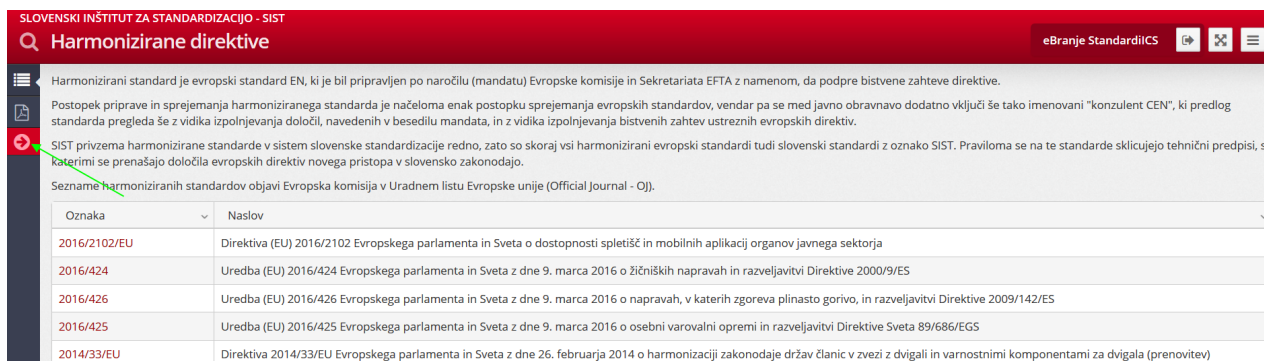 SLOVENSKI INŠTITUT ZA STANDARDIZACIJO - SIST
Harmonizirane direktive
eBranje StandardiICS
Harmonizirani standard je evropski standard EN, ki je bil pripravljen po naročilu (mandatu) Evropske komisije in Sekretariata EFTA z namenom, da podpre bistvene zahteve direktive.
Postopek priprave in sprejemanja harmoniziranega standarda je načeloma enak postopku sprejemanja evropskih standardov, vendar pa se med javno obravnavo dodatno vključi še tako imenovani "konzulent CEN", ki predlog
standarda pregleda še z vidika izpolnjevanja določil, navedenih v besedilu mandata, in z vidika izpolnjevanja bistvenih zahtev ustreznih evropskih direktiv.
SIST privzema harmonizirane standarde v sistem slovenske standardizacije redno, zato so skoraj vsi harmonizirani evropski standardi tudi slovenski standardi z oznako SIST. Praviloma se na te standarde sklicujejo tehnični predpisi, s
katerimi se prenašajo določila evropskih direktiv novega pristopa v slovensko zakonodajo.
Sezname harmoniziranih standardov objavi Evropska komisija v Uradnem listu Evropske unije (Official Journal - OJ).
Oznaka Naslov
2016/2102/EU Direktiva (EU) 2016/2102 Evropskega parlamenta in Sveta o dostopnosti spletišč in mobilnih aplikacij organov javnega sektorja
2016/424 Uredba (EU) 2016/424 Evropskega parlamenta in Sveta z dne 9. marca 2016 o žičniških napravah in razveljavitvi Direktive 2000/9/ES
2016/426 Uredba (EU) 2016/426 Evropskega parlamenta in Sveta z dne 9. marca 2016 o napravah, v katerih zgoreva plinasto gorivo, in razveljavitvi Direktive 2009/142/ES
2016/425 Uredba (EU) 2016/425 Evropskega parlamenta in Sveta z dne 9. marca 2016 o osebni varovalni opremi in razveljavitvi Direktive Sveta 89/686/EGS
2014/33/EU Direktiva 2014/33/EU Evropskega parlamenta in Sveta z dne 26. februarja 2014 o harmonizaciji zakonodaje držav članic v zvezi z dvigali in varnostnimi komponentami za dvigala (prenovitev)